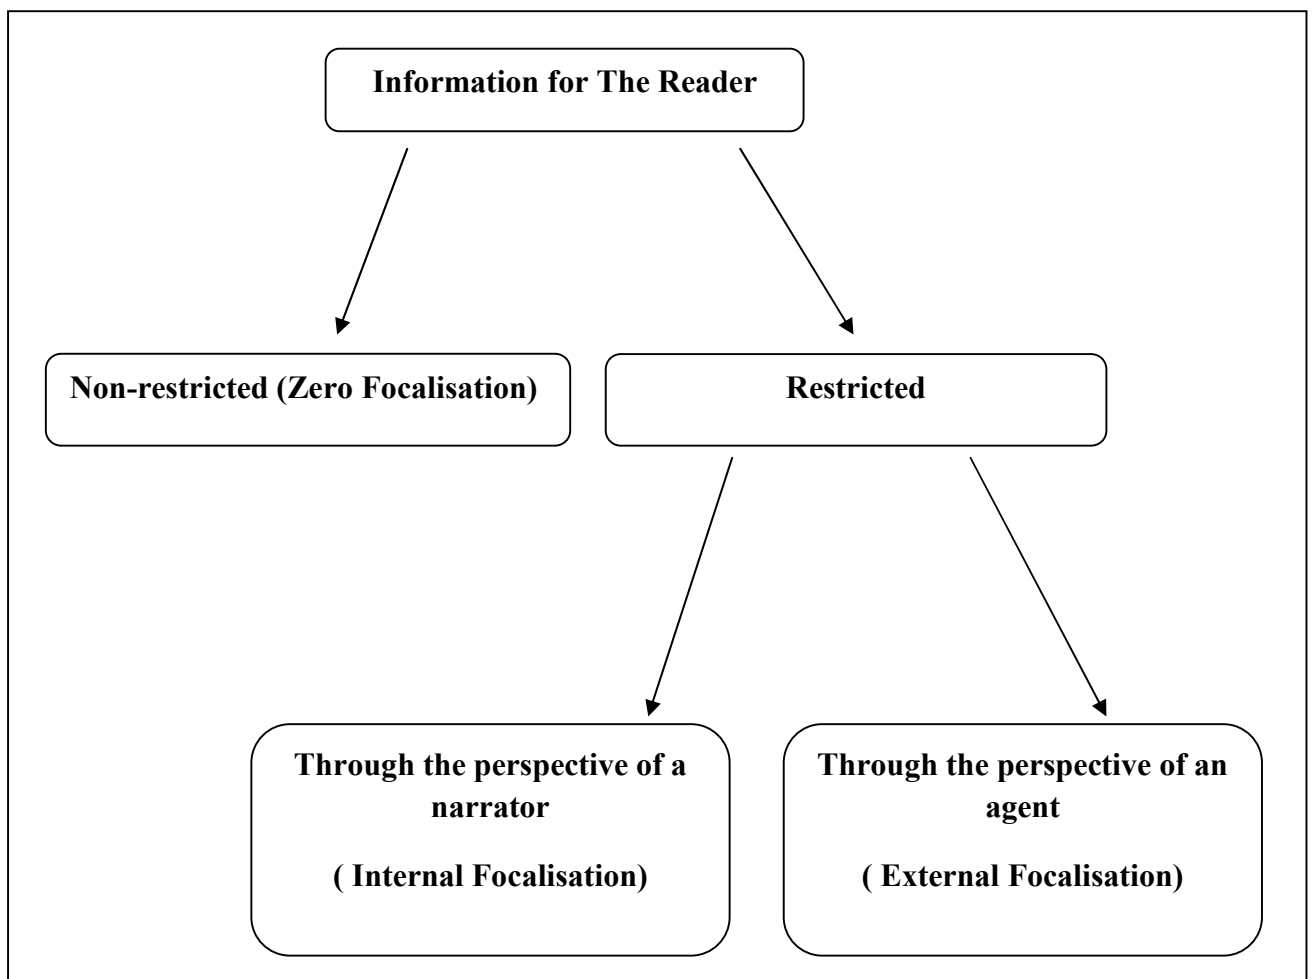 Information for The Reader
Non-restricted (Zero Focalisation)
Restricted
Through the perspective of a
narrator
( Internal Focalisation)
Through the perspective of an
agent
( External Focalisation)